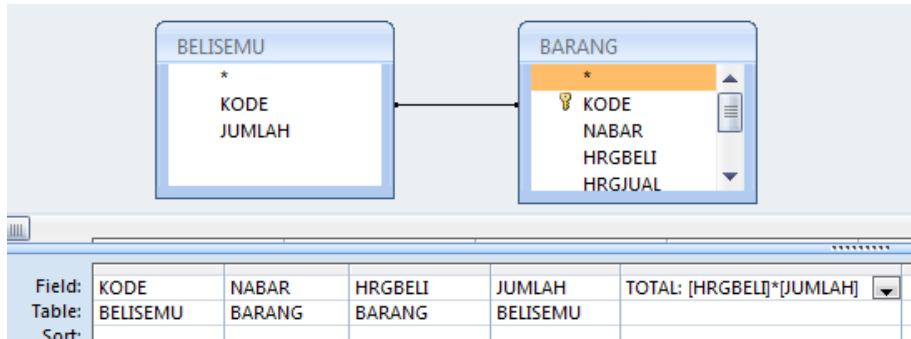 BELISEMU
*
KODE
JUMLAH
BARANG
*
KODE
NABAR
HRGBELI
HRGJUAL
Field: KODE NABAR HRGBELI JUMLAH TOTAL: [HRGBELI]*[JUMLAH]
Table: BELISEMU BARANG BARANG BELISEMU
Sort: